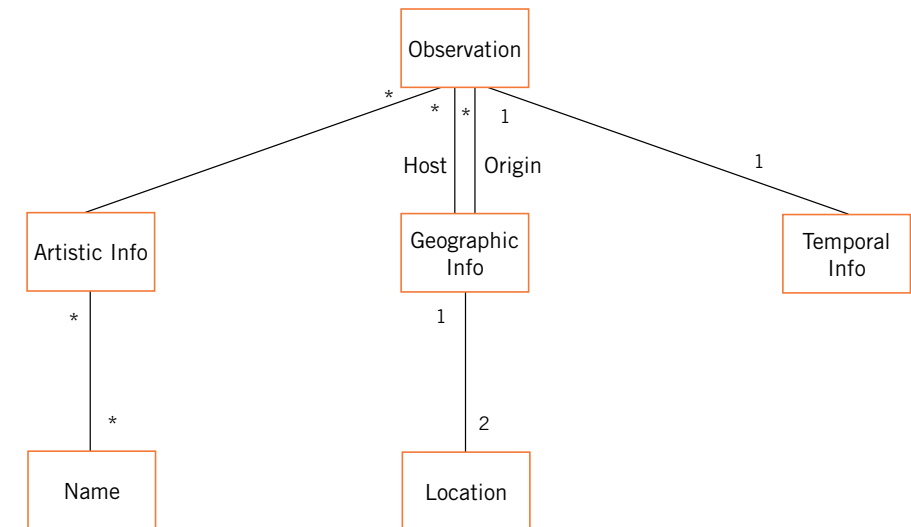 Observation
*
*
*
1
Host
Origin
1
Artistic Info
Geographic
Info
Temporal
Info
*
1
*
2
Name
Location